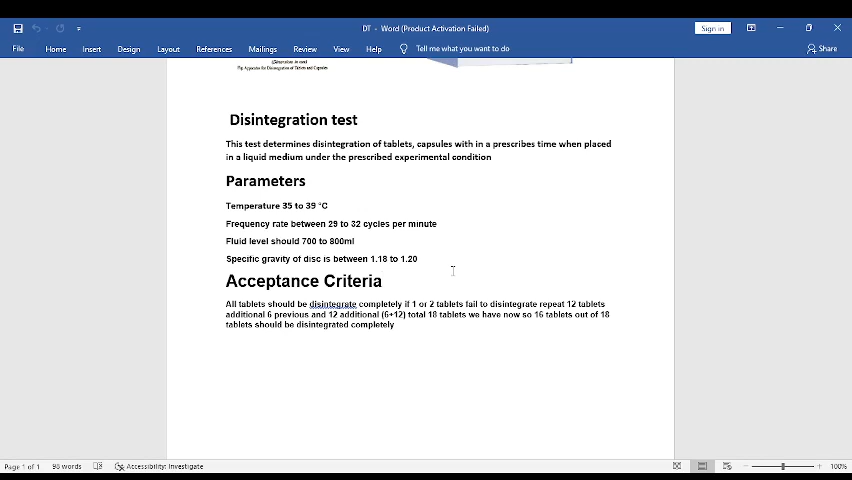 DT - Word (Product Activation Failed)
Sign in
File Home Insert Design Layout References Mailings Review View Help Tell me what you want to do Share
(Dimensions in mm)
Fig Apparatus for Disintegration of Tablets and Capsules
Disintegration test
This test determines disintegration of tablets, capsules with in a prescribes time when placed
in a liquid medium under the prescribed experimental condition
Parameters
Temperature 35 to 39 °C
Frequency rate between 29 to 32 cycles per minute
Fluid level should 700 to 800ml
Specific gravity of disc is between 1.18 to 1.20
Acceptance Criteria
All tablets should be disintegrate completely if 1 or 2 tablets fail to disintegrate repeat 12 tablets
additional 6 previous and 12 additional (6+12) total 18 tablets we have now so 16 tablets out of 18
tablets should be disintegrated completely
Page 1 of 1 98 words Accessibility: Investigate 100%